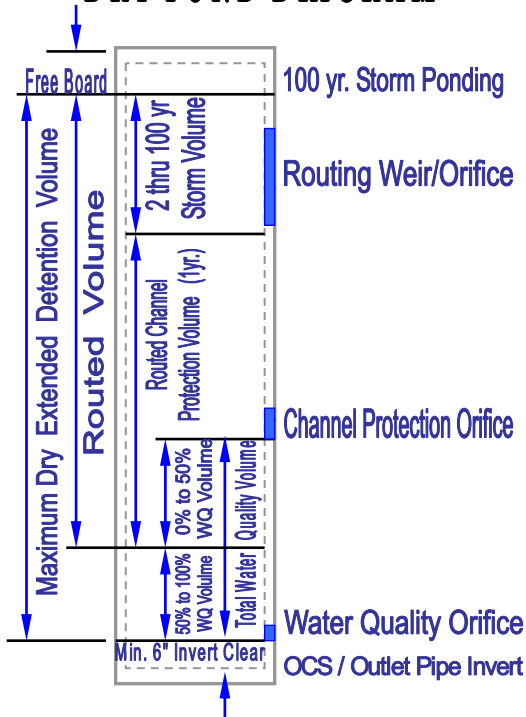 Free Board
100 yr. Storm Ponding
2 thru 100 yr
Storm Volume
Routing Weir/Orifice
Maximum Dry Extended Detention Volume
Routed Volume
Routed Channel
Protection Volume (1yr.)
Channel Protection Orifice
0% to 50%
WQ Volulme
Total Water Quality Volume
50% to 100%
WQ Volulme
Water Quality Orifice
Min. 6" Invert Clear
OCS / Outlet Pipe Invert